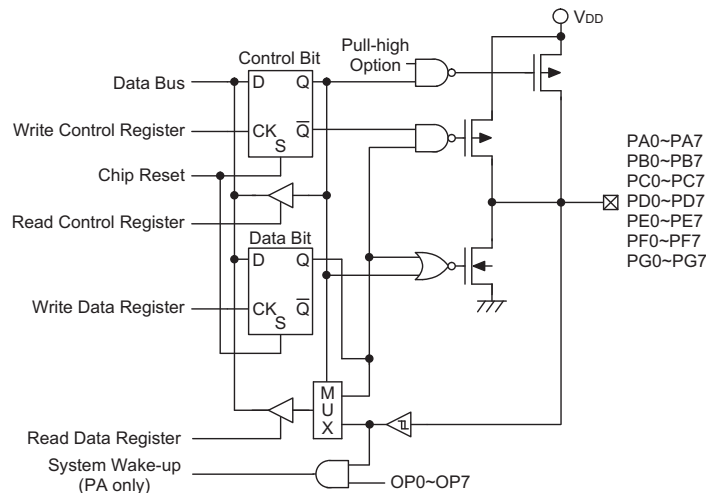 VDD
Pull-high
Option
Control Bit
Data Bus
D
Q
Write Control Register
CK
Q
S
Chip Reset
Read Control Register
Data Bit
D
Q
Write Data Register
CK
Q
S
M
U
X
Read Data Register
System Wake-up
(PA only)
OP0~OP7
PA0~PA7
PB0~PB7
PC0~PC7
PD0~PD7
PE0~PE7
PF0~PF7
PG0~PG7